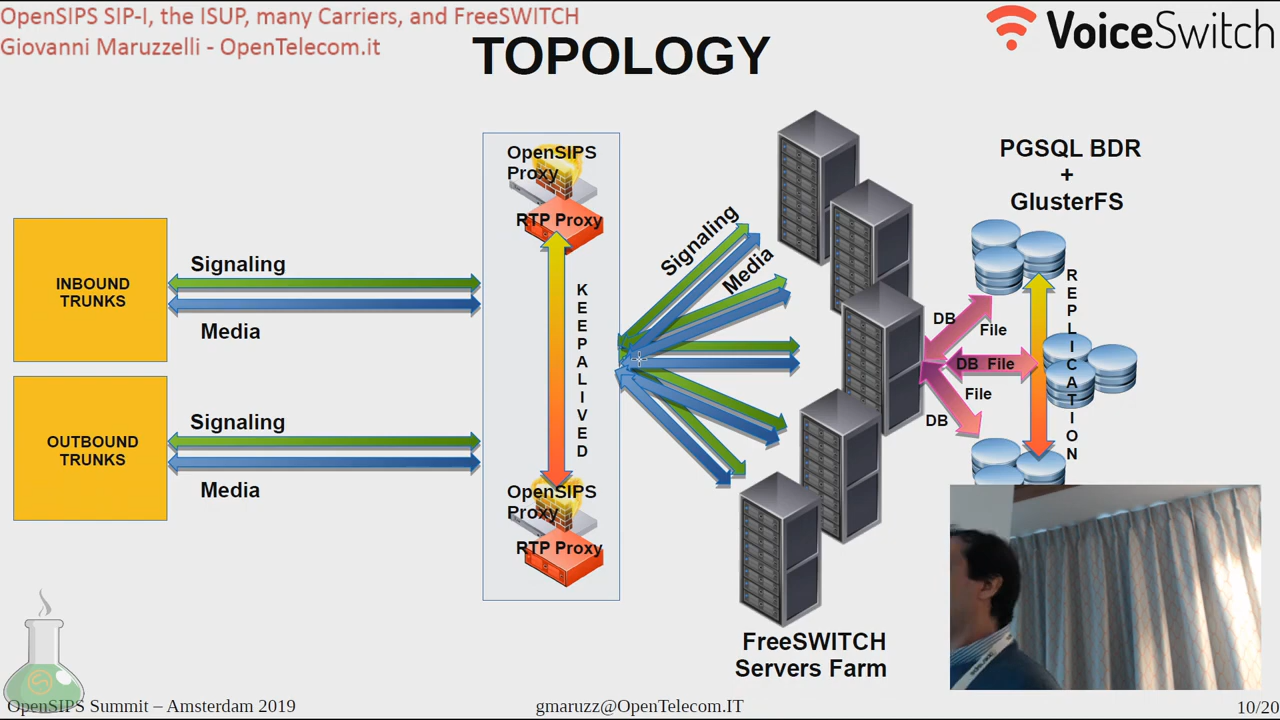 OpenSIPS SIP-I, the ISUP, many Carriers, and FreeSWITCH
Giovanni Maruzzelli - OpenTelecom.it
VoiceSwitch
TOPOLOGY
INBOUND
TRUNKS
Signaling
Media
OUTBOUND
TRUNKS
Signaling
Media
OpenSIPS
Proxy
RTP Proxy
KEEPALIVED
OpenSIPS
Proxy
RTP Proxy
Signaling
Media
FreeSWITCH
Servers Farm
PGSQL BDR
+
GlusterFS
DB
File
DB File
File
DB
REPLICATION
OpenSIPS Summit – Amsterdam 2019
gmaruzz@OpenTelecom.IT
10/20